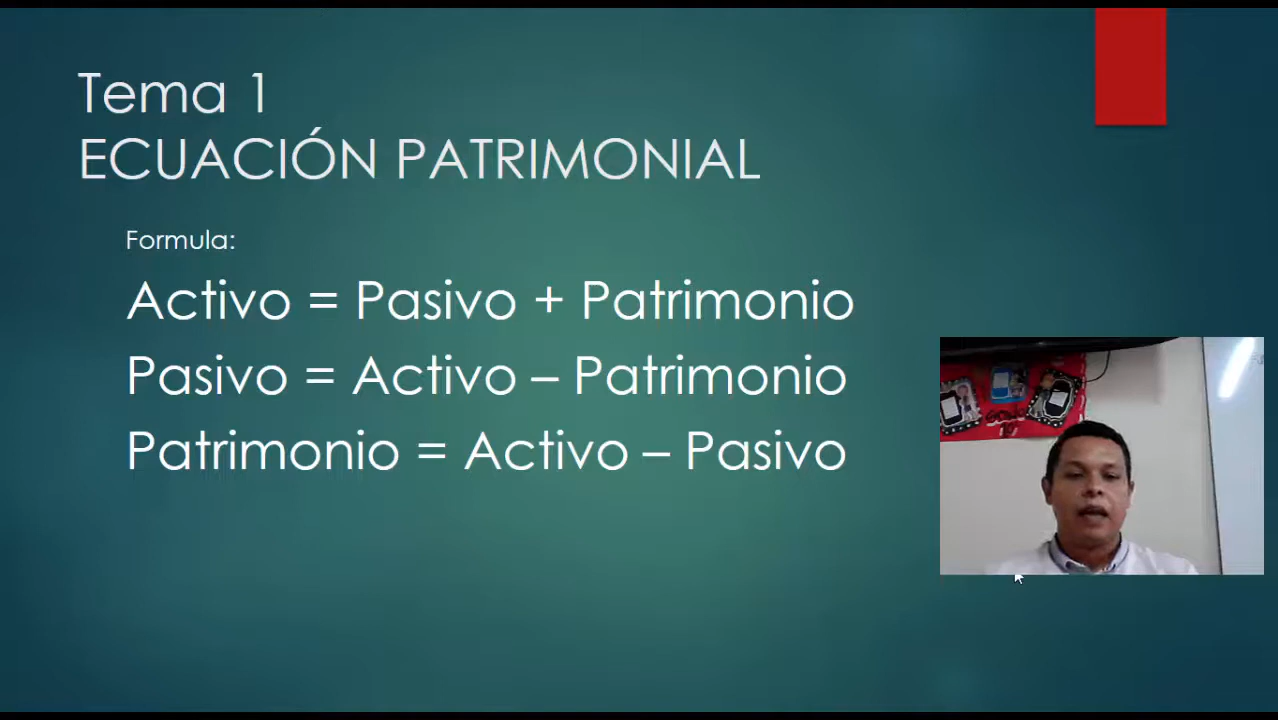 Tema 1
ECUACIÓN PATRIMONIAL
Formula:
Activo = Pasivo + Patrimonio
Pasivo = Activo – Patrimonio
Patrimonio = Activo – Pasivo